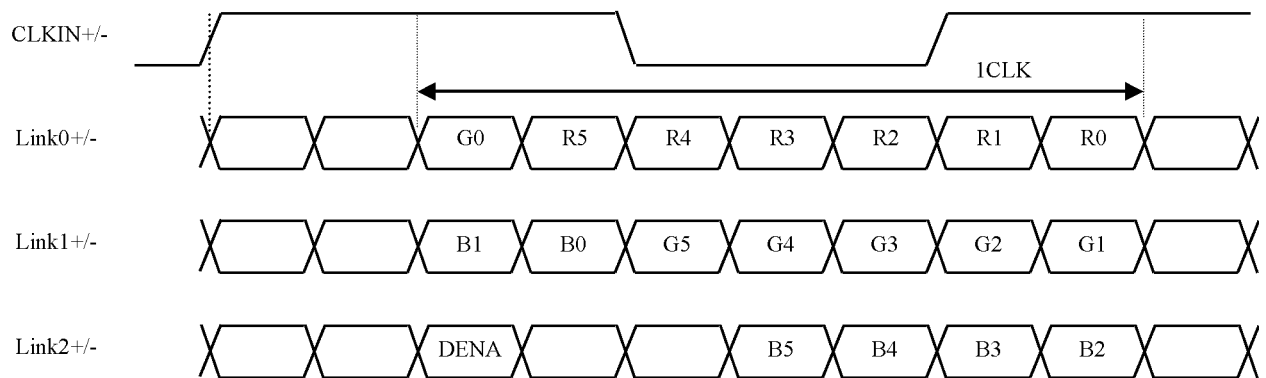 CLKIN+/-
1CLK
Link0+/- G0 R5 R4 R3 R2 R1 R0
Link1+/- B1 B0 G5 G4 G3 G2 G1
Link2+/- DENA B5 B4 B3 B2